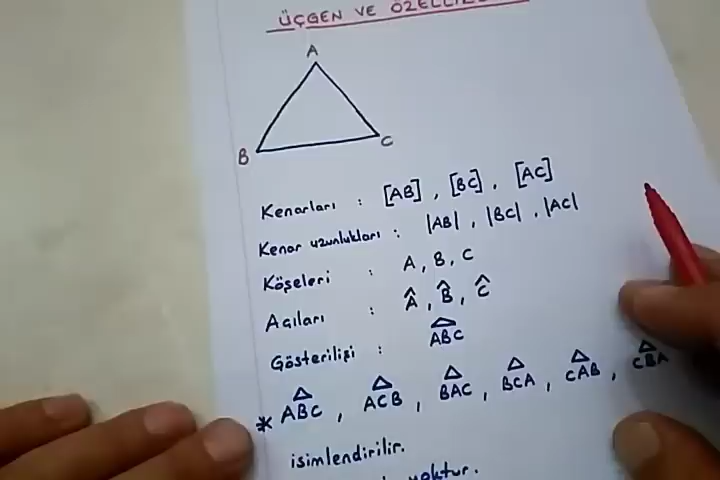 ÜÇGEN VE
A
B
C
Kenarları : [AB] , [BC] , [AC]
Kenar uzunlukları : |AB| , |BC| , |AC|
Köşeleri : A , B , C
Açıları : Â , B̂ , Ĉ
Gösterilişi : ABC
* ABC , ACB , BAC , BCA , CAB , CBA
isimlendirilir.
yoktur.